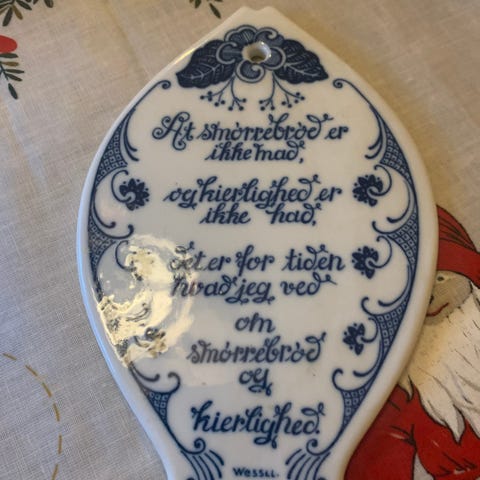 At smørrebrød er
ikke mad,
og kierlighed er
ikke had,
det er for tiden
hvad jeg ved
om
smørrebrød
og
kierlighed.
Wessel.